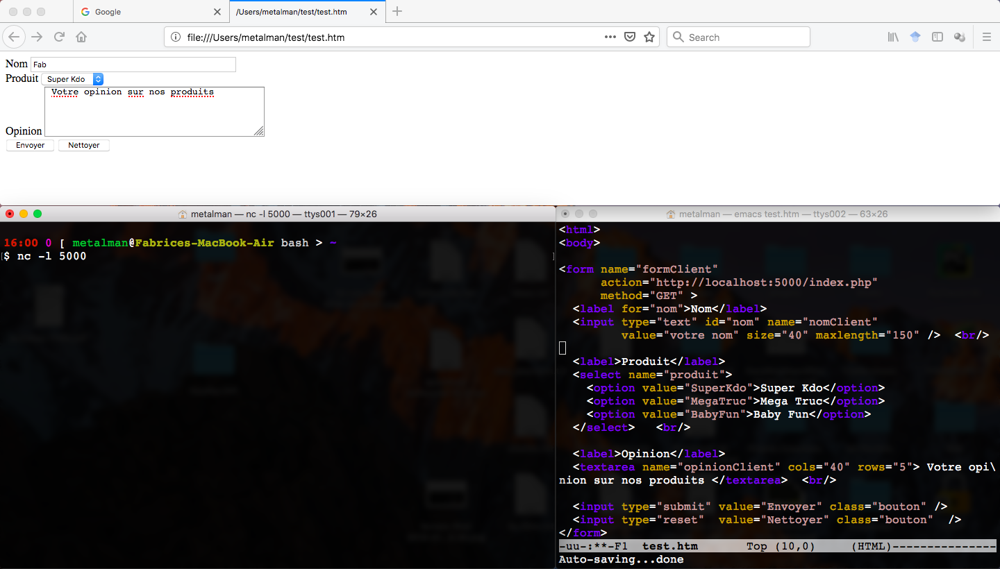 Google
/Users/metalman/test/test.htm
file:///Users/metalman/test/test.htm
Search
Nom Fab
Produit Super Kdo
Votre opinion sur nos produits
Opinion
Envoyer Nettoyer
metalman — nc -l 5000 — ttys001 — 79×26
16:00 0 [ metalman@Fabrices-MacBook-Air bash > ~
$ nc -l 5000
metalman — emacs test.htm — ttys002 — 63×26
<html>
<body>
<form name="formClient"
action="http://localhost:5000/index.php"
method="GET" >
<label for="nom">Nom</label>
<input type="text" id="nom" name="nomClient"
value="votre nom" size="40" maxlength="150" /> <br/>
<label>Produit</label>
<select name="produit">
<option value="SuperKdo">Super Kdo</option>
<option value="MegaTruc">Mega Truc</option>
<option value="BabyFun">Baby Fun</option>
</select> <br/>
<label>Opinion</label>
<textarea name="opinionClient" cols="40" rows="5"> Votre opi\
nion sur nos produits </textarea> <br/>
<input type="submit" value="Envoyer" class="bouton" />
<input type="reset" value="Nettoyer" class="bouton" />
</form>
-uu-:**-F1 test.htm Top (10,0) (HTML)---------------
Auto-saving...done